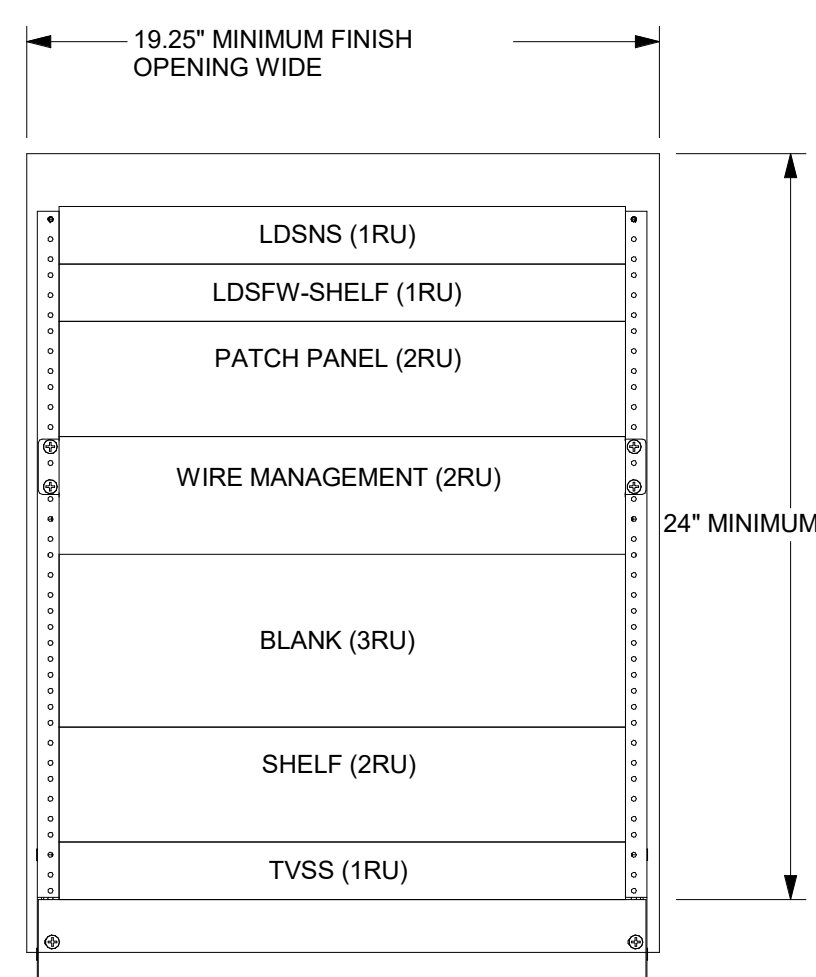 19.25" MINIMUM FINISH
OPENING WIDE
LDSNS (1RU)
LDSFW-SHELF (1RU)
PATCH PANEL (2RU)
WIRE MANAGEMENT (2RU)
24" MINIMUM
BLANK (3RU)
SHELF (2RU)
TVSS (1RU)